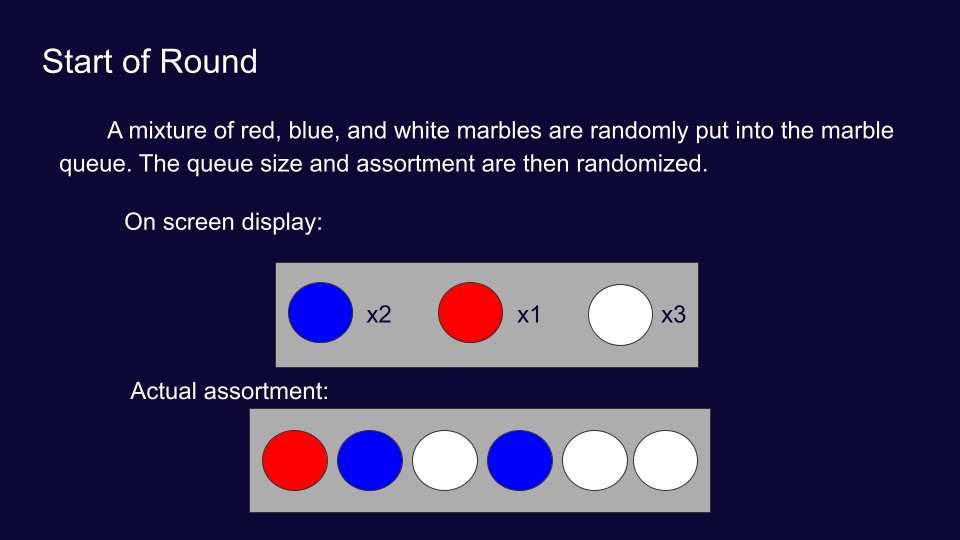 Start of Round
A mixture of red, blue, and white marbles are randomly put into the marble
queue. The queue size and assortment are then randomized.
On screen display:
x2 x1 x3
Actual assortment: